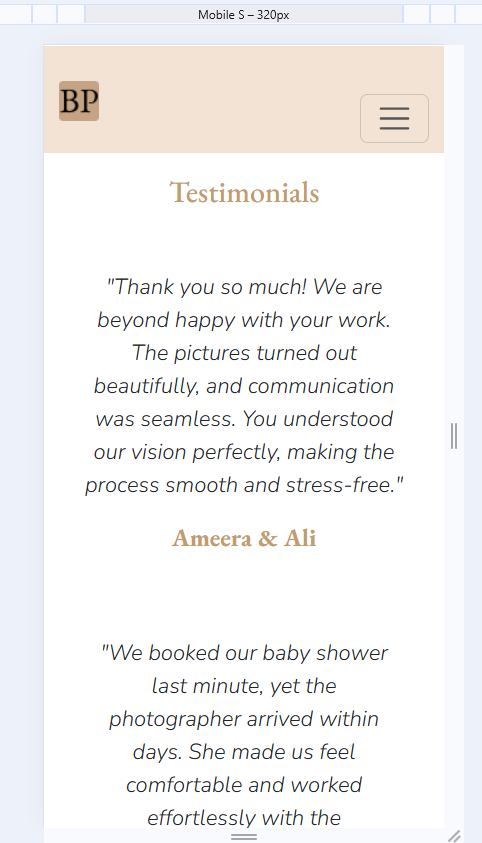 Mobile S – 320px
BP
Testimonials
"Thank you so much! We are
beyond happy with your work.
The pictures turned out
beautifully, and communication
was seamless. You understood
our vision perfectly, making the
process smooth and stress-free."
Ameera & Ali
"We booked our baby shower
last minute, yet the
photographer arrived within
days. She made us feel
comfortable and worked
effortlessly with the